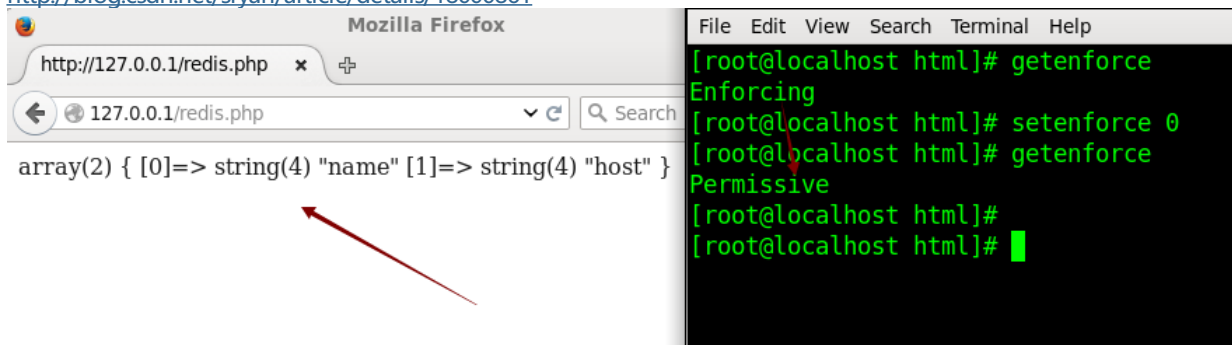 Mozilla Firefox
http://127.0.0.1/redis.php
127.0.0.1/redis.php
Search
array(2) { [0]=> string(4) "name" [1]=> string(4) "host" }
File Edit View Search Terminal Help
[root@localhost html]# getenforce
Enforcing
[root@localhost html]# setenforce 0
[root@localhost html]# getenforce
Permissive
[root@localhost html]#
[root@localhost html]#